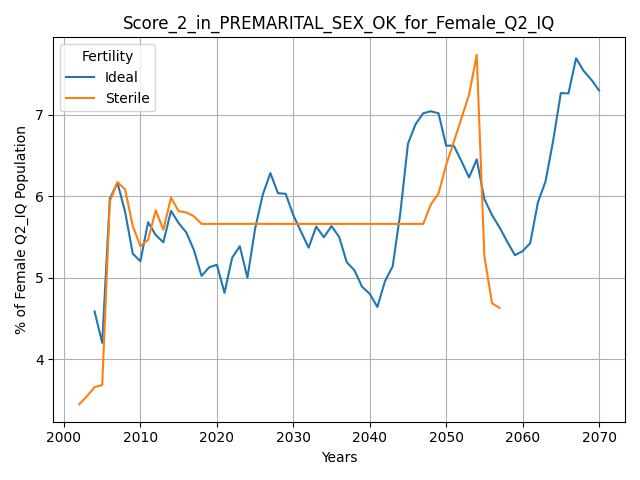 Score_2_in_PREMARITAL_SEX_OK_for_Female_Q2_IQ
Fertility
Ideal
Sterile
% of Female Q2_IQ Population
7
6
5
4
2000 2010 2020 2030 2040 2050 2060 2070
Years